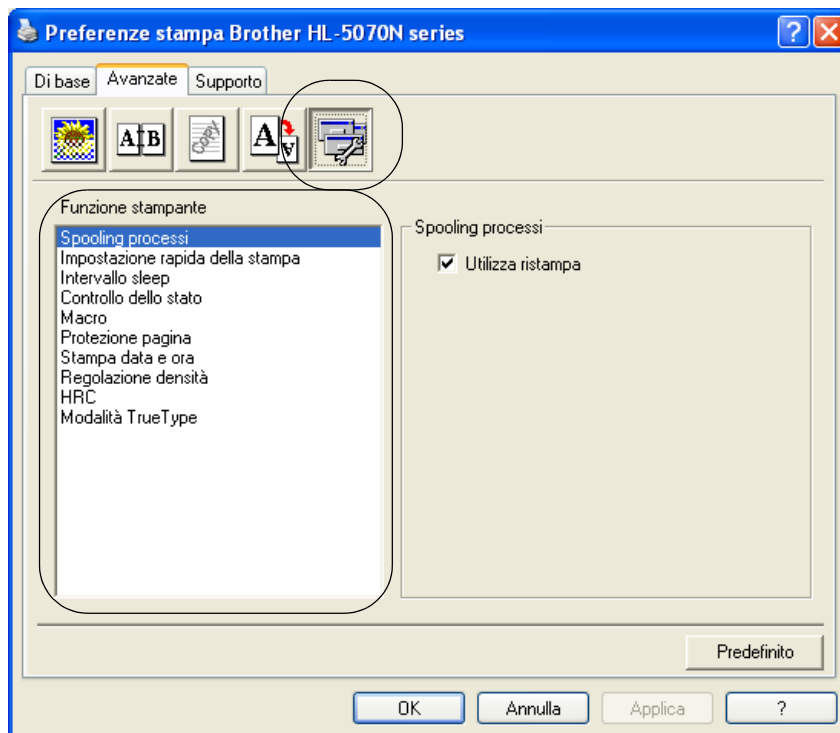 Preferenze stampa Brother HL-5070N series
?
Di base Avanzate Supporto
A B
copy
A A
Funzione stampante
Spooling processi
Impostazione rapida della stampa
Intervallo sleep
Controllo dello stato
Macro
Protezione pagina
Stampa data e ora
Regolazione densità
HRC
Modalità TrueType
Spooling processi
Utilizza ristampa
Predefinito
OK Annulla Applica ?